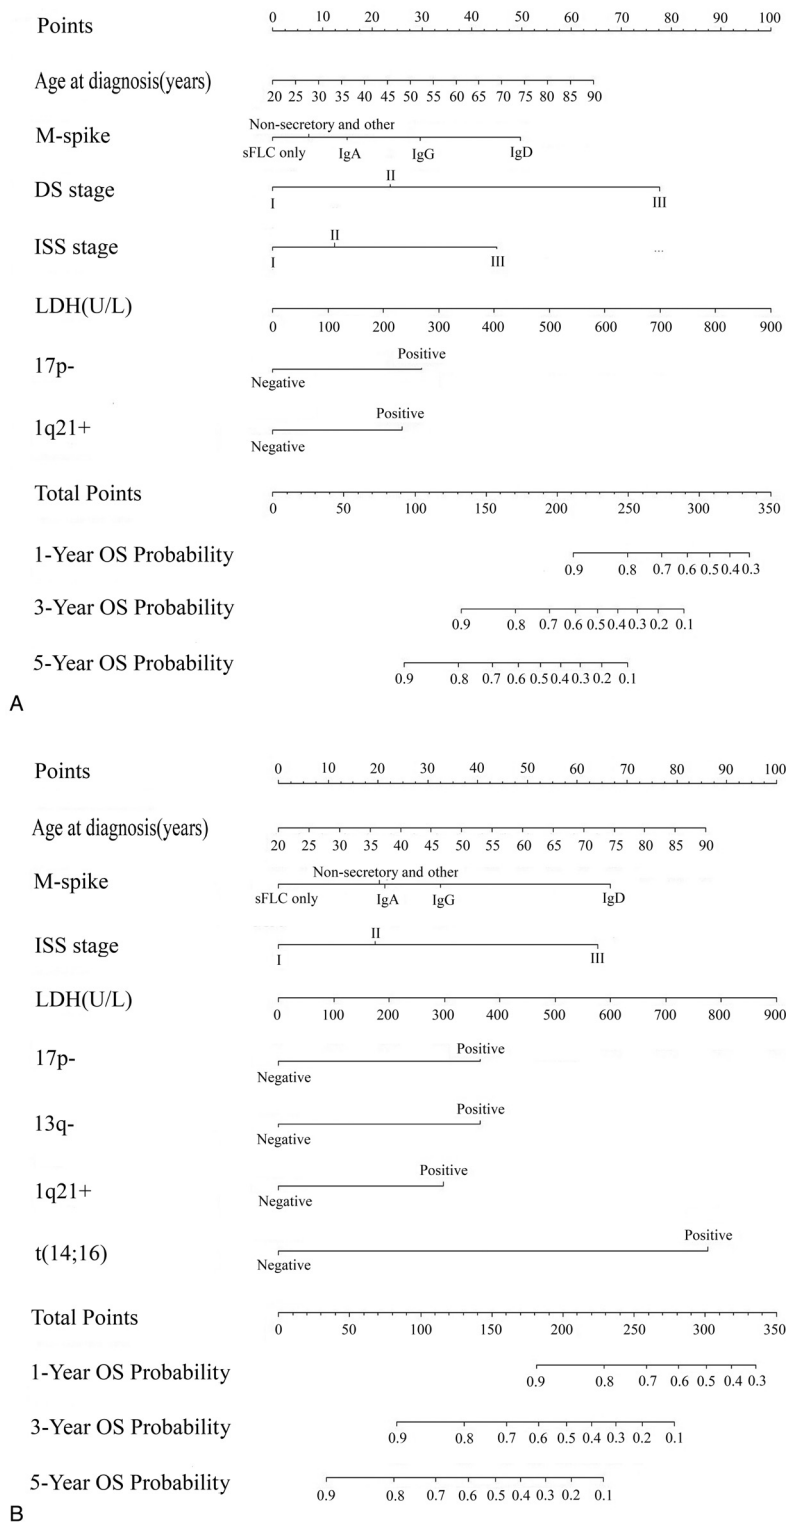 Points 0 10 20 30 40 50 60 70 80 90 100
Age at diagnosis(years)
20 25 30 35 40 45 50 55 60 65 70 75 80 85 90
Non-secretory and other
M-spike
sFLC only IgA IgG IgD
II
DS stage
I III
II
ISS stage
I III
...
LDH(U/L)
0 100 200 300 400 500 600 700 800 900
Positive
17p-
Negative
Positive
1q21+
Negative
Total Points
0 50 100 150 200 250 300 350
1-Year OS Probability
0.9 0.8 0.7 0.6 0.5 0.4 0.3
3-Year OS Probability
0.9 0.8 0.7 0.6 0.5 0.4 0.3 0.2 0.1
5-Year OS Probability
0.9 0.8 0.7 0.6 0.5 0.4 0.3 0.2 0.1
A
Points 0 10 20 30 40 50 60 70 80 90 100
Age at diagnosis(years)
20 25 30 35 40 45 50 55 60 65 70 75 80 85 90
Non-secretory and other
M-spike
sFLC only IgA IgG IgD
II
ISS stage
I III
LDH(U/L)
0 100 200 300 400 500 600 700 800 900
Positive
17p-
Negative
Positive
13q-
Negative
Positive
1q21+
Negative
Positive
t(14;16)
Negative
Total Points
0 50 100 150 200 250 300 350
1-Year OS Probability
0.9 0.8 0.7 0.6 0.5 0.4 0.3
3-Year OS Probability
0.9 0.8 0.7 0.6 0.5 0.4 0.3 0.2 0.1
5-Year OS Probability
0.9 0.8 0.7 0.6 0.5 0.4 0.3 0.2 0.1
B